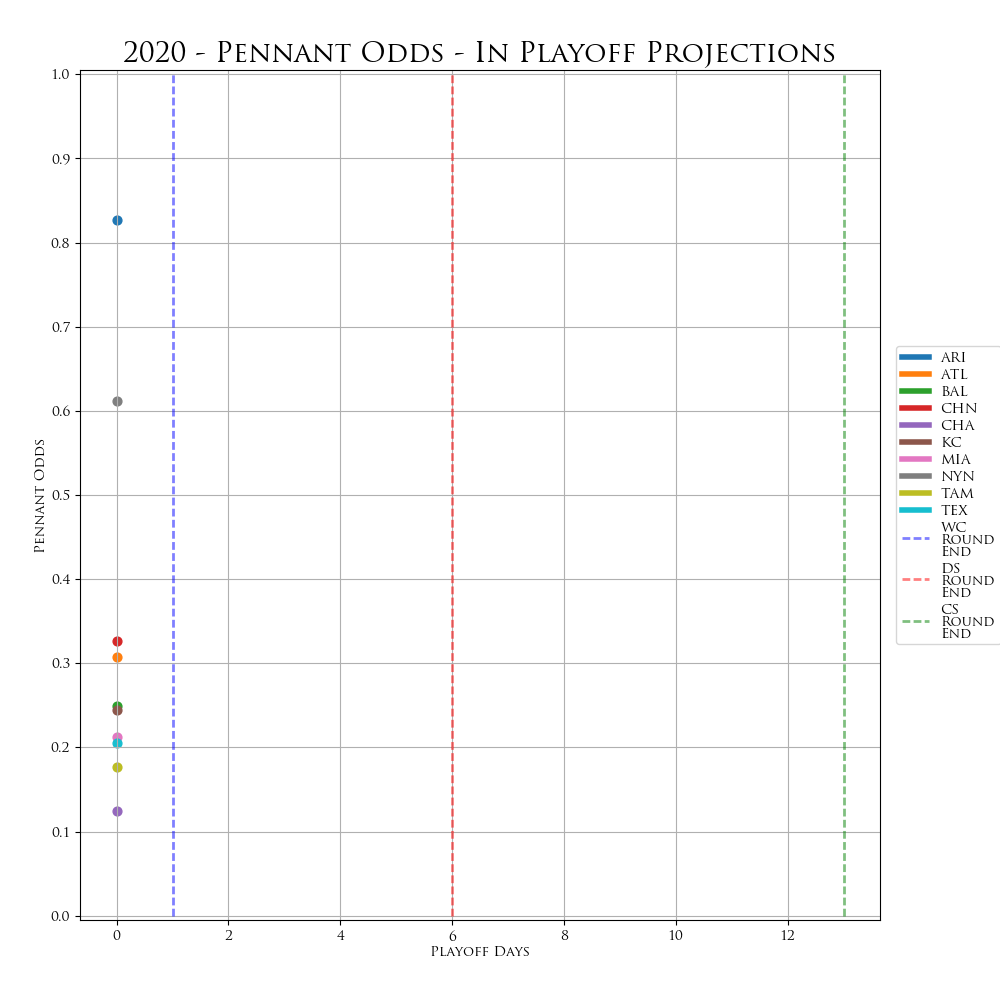 2020 - Pennant Odds - In Playoff Projections
1.0
0.9
0.8
0.7
0.6
0.5
0.4
0.3
0.2
0.1
0.0
Pennant Odds
0 2 4 6 8 10 12
Playoff Days
ARI
ATL
BAL
CHN
CHA
KC
MIA
NYN
TAM
TEX
WC
Round
End
DS
Round
End
CS
Round
End